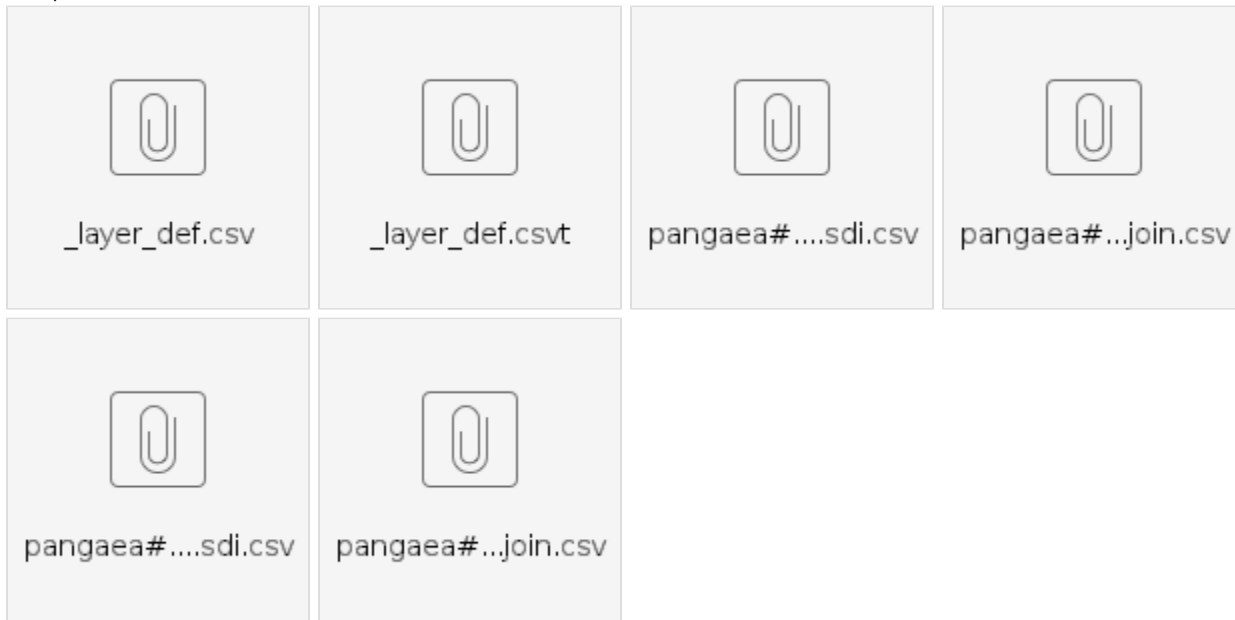 _layer_def.csv
_layer_def.csvt
pangaea#....sdi.csv
pangaea#...join.csv
pangaea#....sdi.csv
pangaea#...join.csv